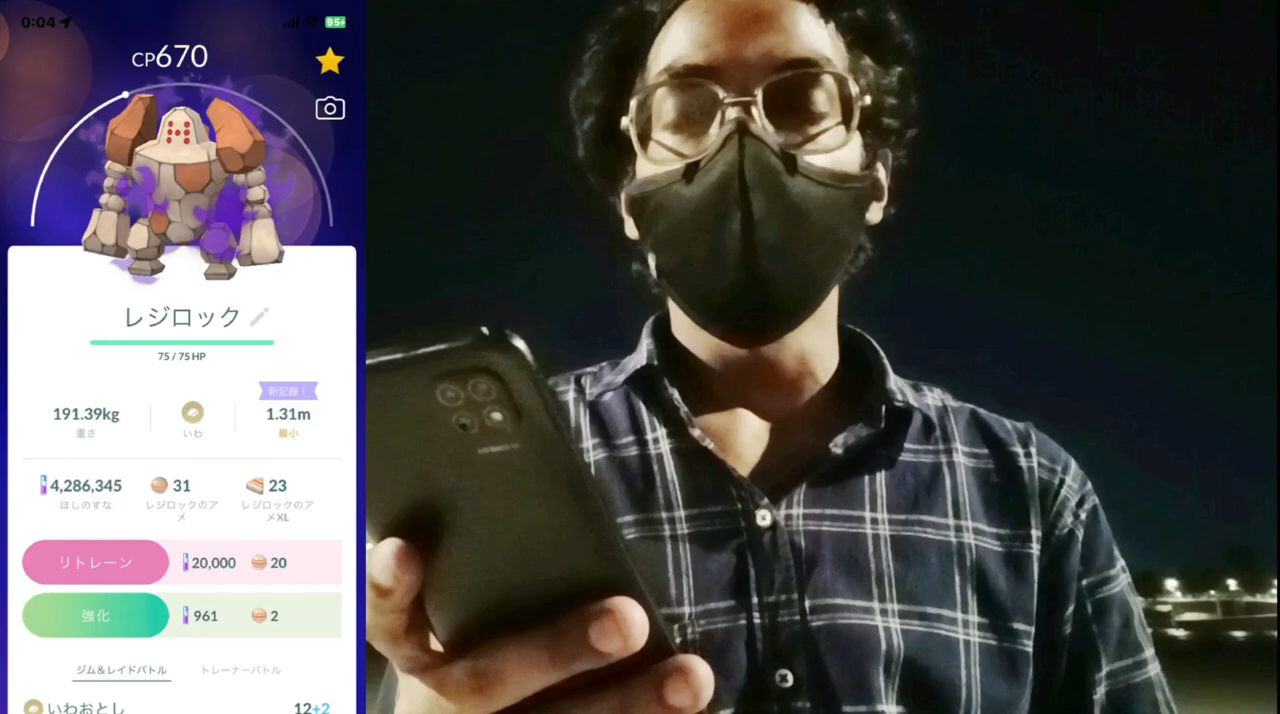 0:04
95
CP670
レジロック
75 / 75 HP
新記録！
191.39kg
1.31m
重さ
いわ
最小
4,286,345
31
23
ほしのすな
レジロックのア
メ
レジロックのア
メXL
リトレーン
20,000
20
強化
961
2
ジム＆レイドバトル
トレーナーバトル
いわおとし
12+2